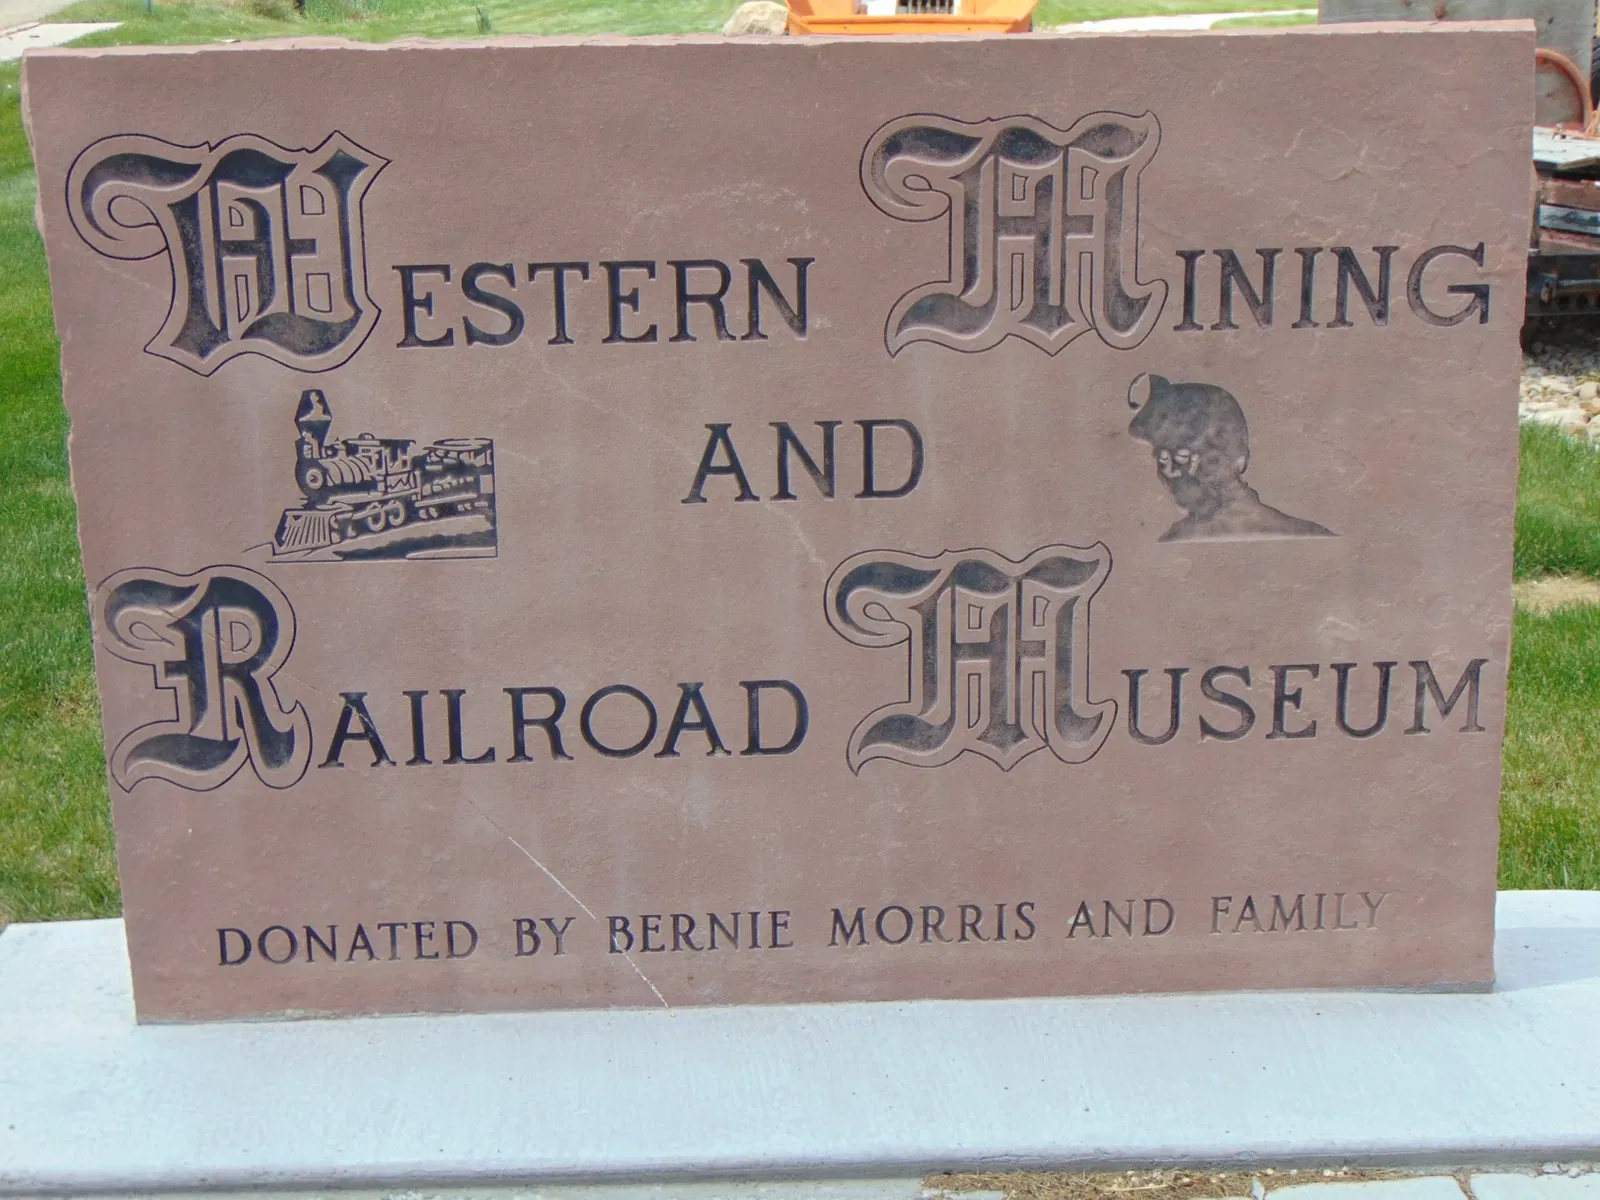 WESTERN MINING
AND
RAILROAD MUSEUM
DONATED BY BERNIE MORRIS AND FAMILY